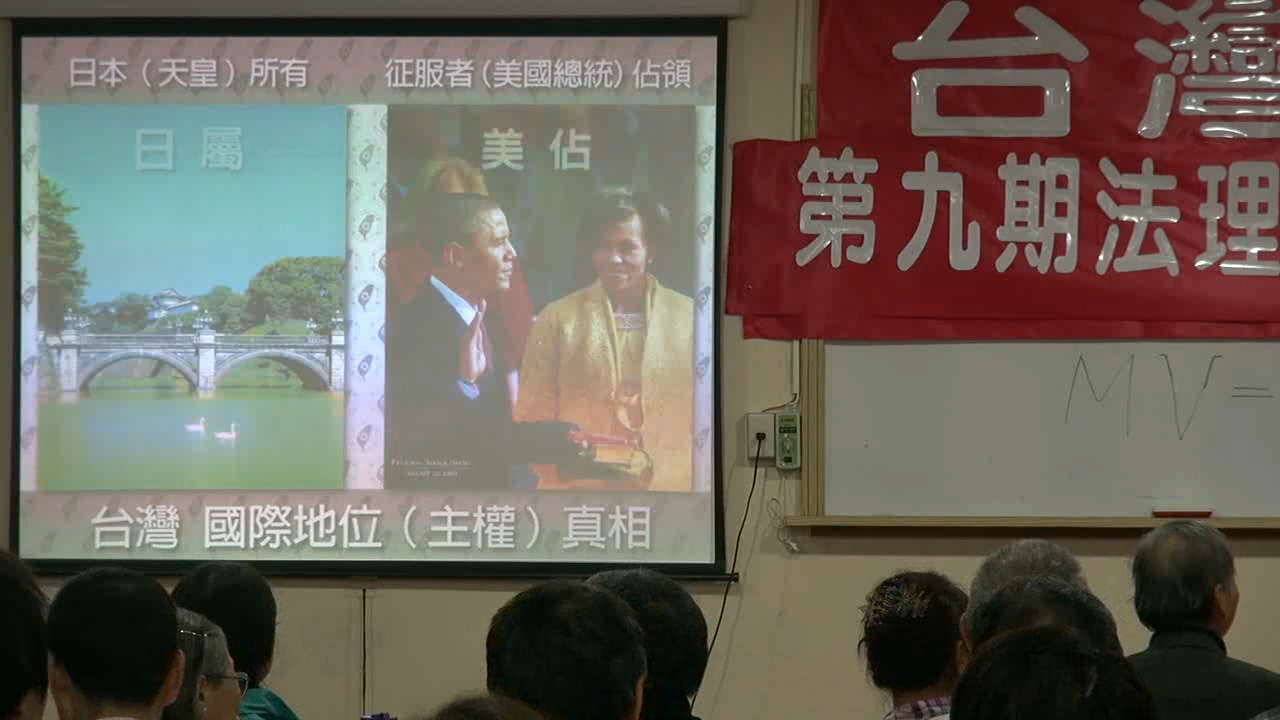 日本（天皇）所有
征服者（美國總統）佔領
日屬
美佔
台灣 國際地位（主權）真相
台灣
第九期法理
MV=